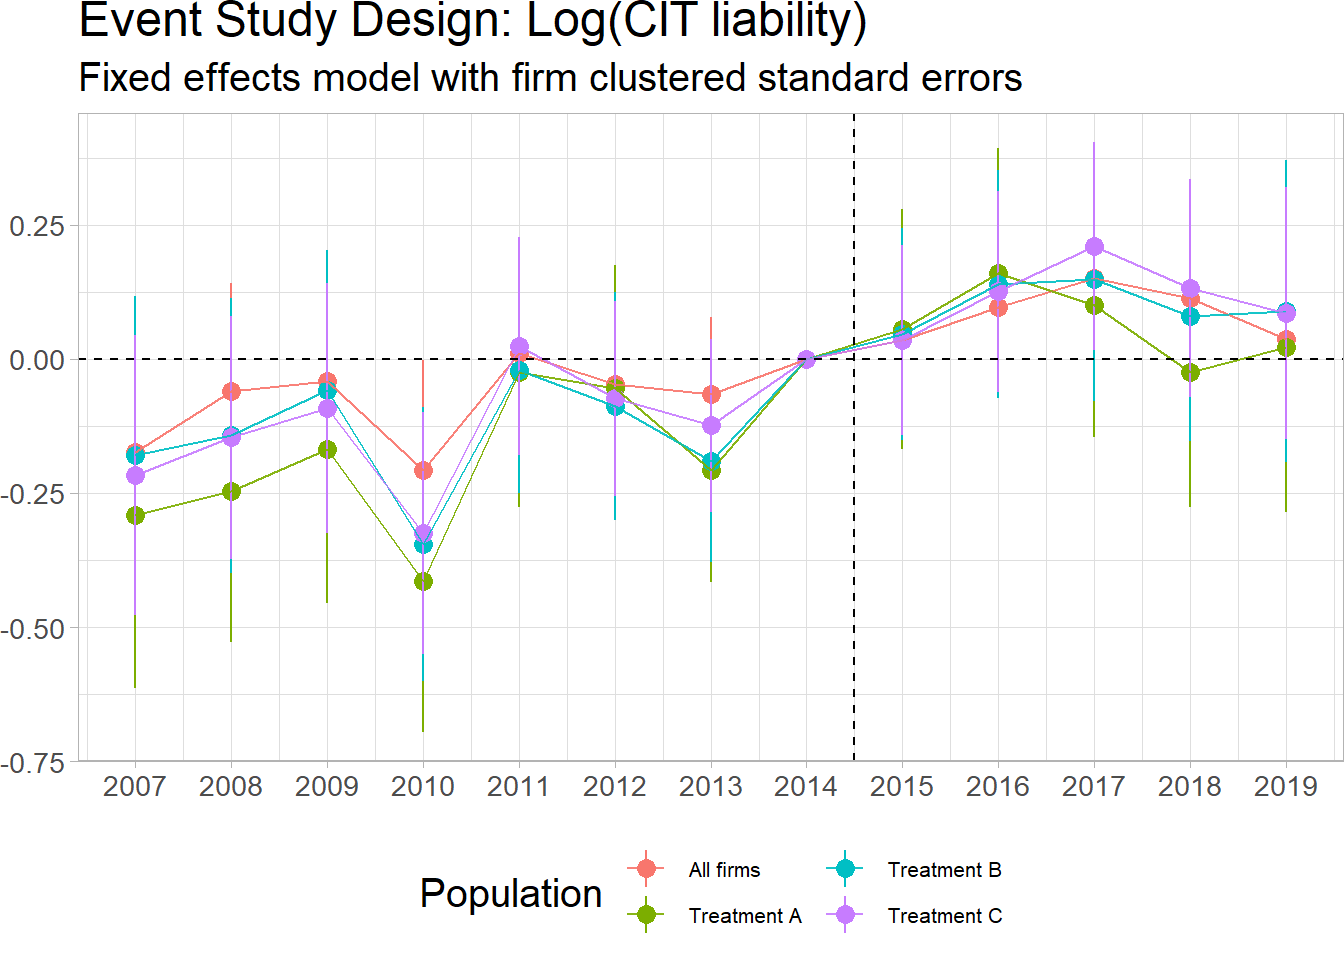 Event Study Design: Log(CIT liability)
Fixed effects model with firm clustered standard errors
0.25
0.00
-0.25
-0.50
-0.75
2007 2008 2009 2010 2011 2012 2013 2014 2015 2016 2017 2018 2019
Population
All firms
Treatment A
Treatment B
Treatment C